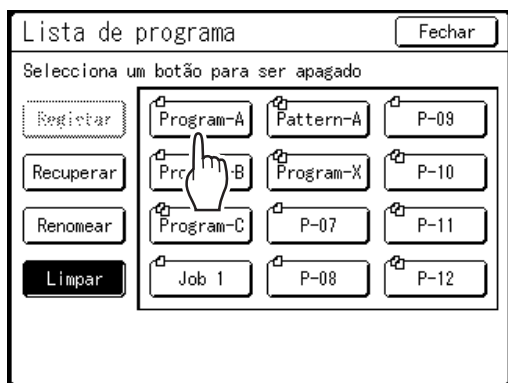 Lista de programa Fechar
Selecciona um botão para ser apagado
Registar Program-A Pattern-A P-09
Recuperar -B Program-X P-10
Renomear Program-C P-07 P-11
Limpar Job 1 P-08 P-12